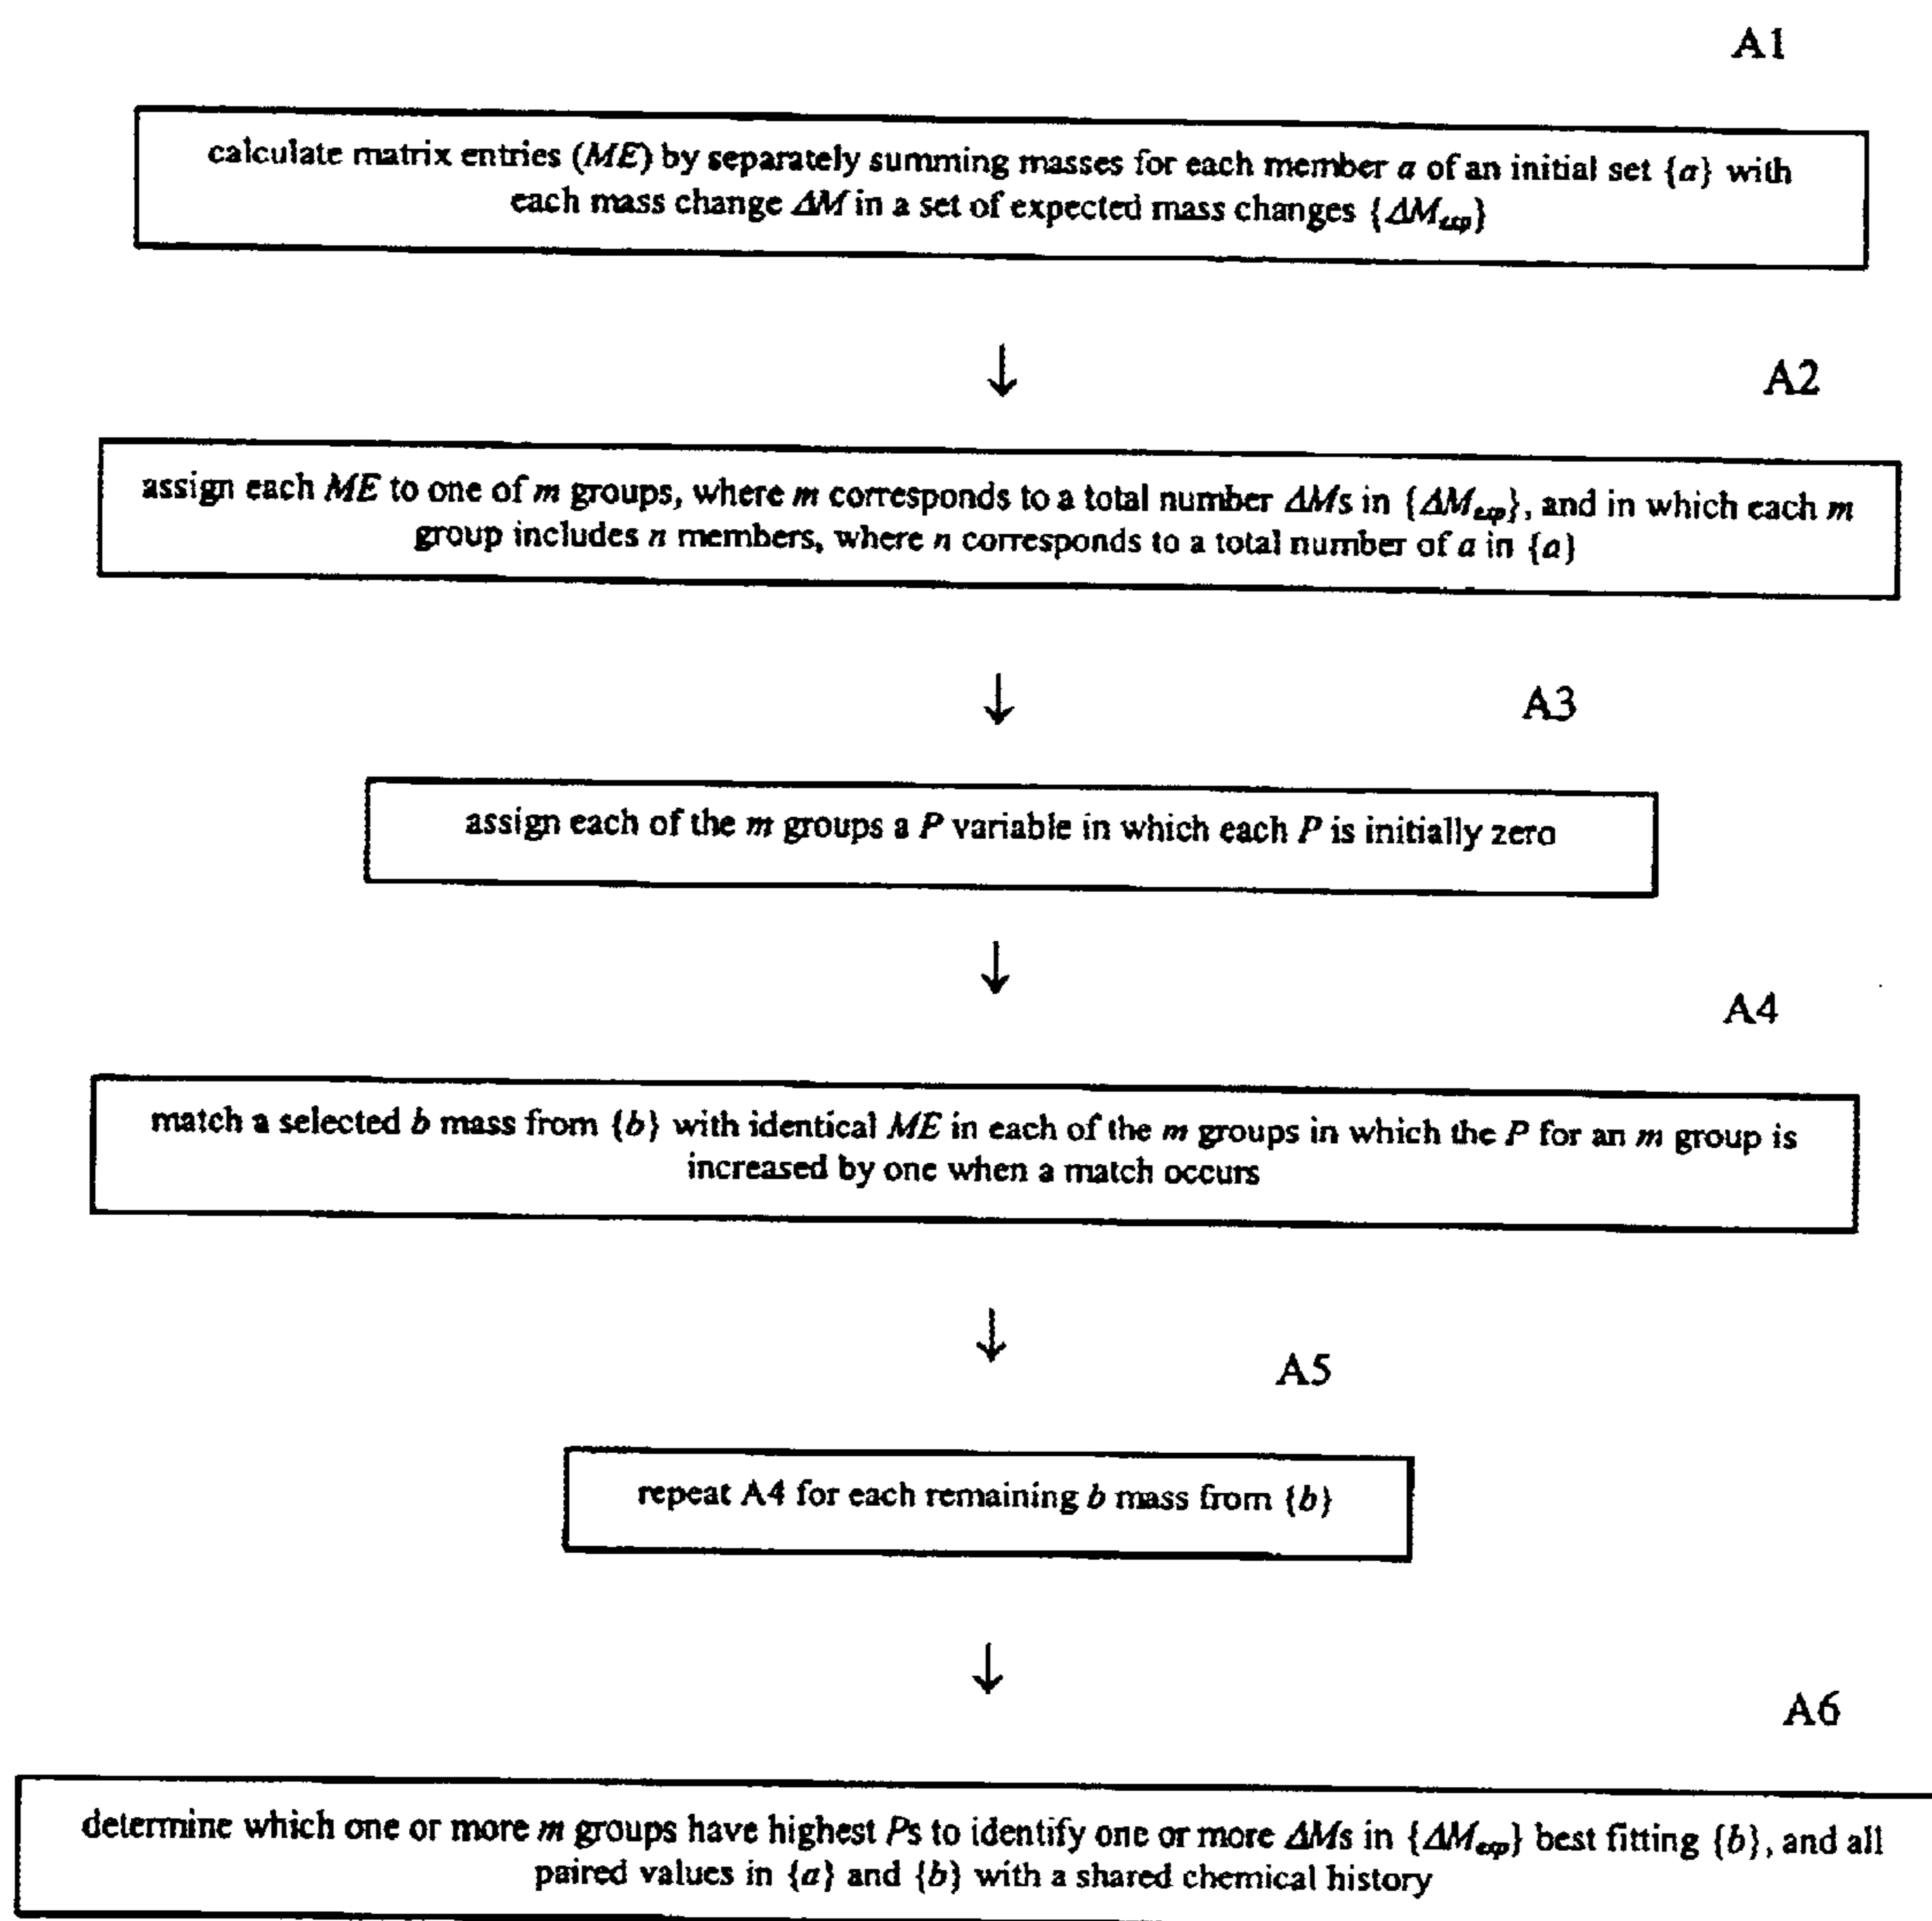 A1
calculate matrix entries (ME) by separately summing masses for each member a of an initial set {a} with
each mass change ΔM in a set of expected mass changes {ΔM_exp}
↓
A2
assign each ME to one of m groups, where m corresponds to a total number ΔMs in {ΔM_exp}, and in which each m
group includes n members, where n corresponds to a total number of a in {a}
↓
A3
assign each of the m groups a P variable in which each P is initially zero
↓
A4
match a selected b mass from {b} with identical ME in each of the m groups in which the P for an m group is
increased by one when a match occurs
↓
A5
repeat A4 for each remaining b mass from {b}
↓
A6
determine which one or more m groups have highest Ps to identify one or more ΔMs in {ΔM_exp} best fitting {b}, and all
paired values in {a} and {b} with a shared chemical history